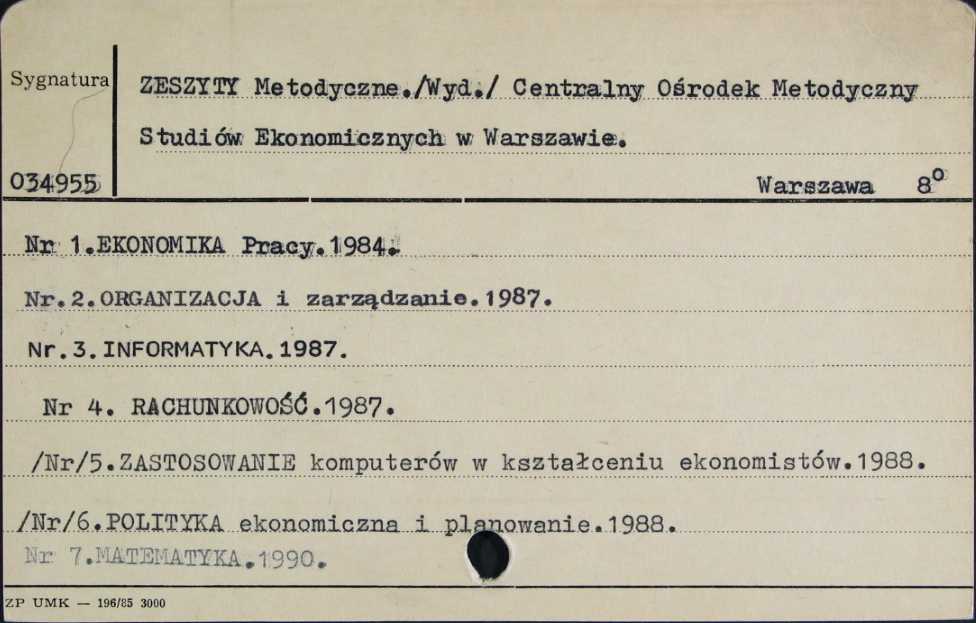 Sygnatura
ZESZYTY Metodyczne./Wyd./ Centralny Ośrodek Metodyczny
Studiów Ekonomicznych w Warszawie.
034955
Warszawa 8º
Nr 1.EKONOMIKA Pracy.1984.
Nr.2.ORGANIZACJA i zarządzanie.1987.
Nr.3.INFORMATYKA.1987.
Nr 4. RACHUNKOWOŚĆ.1987.
/Nr/5.ZASTOSOWANIE komputerów w kształceniu ekonomistów.1988.
/Nr/6.POLITYKA ekonomiczna i planowanie.1988.
Nr 7.MATEMATYKA.1990.
ZP UMK — 196/85 3000